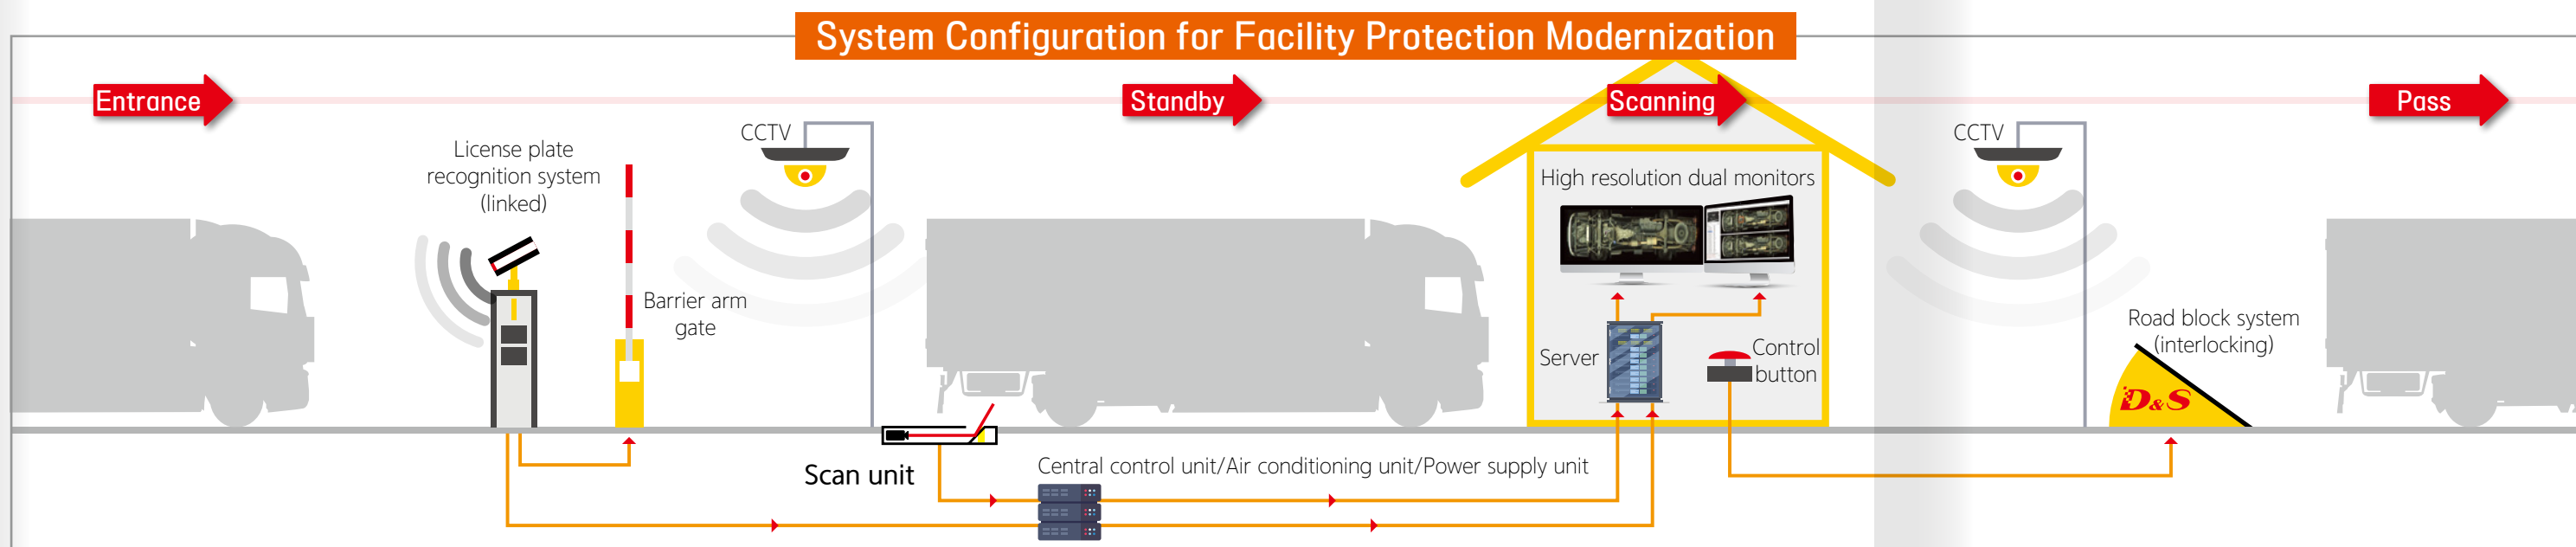 System Configuration for Facility Protection Modernization
Entrance
Standby
Scanning
Pass
License plate
recognition system
(linked)
CCTV
Barrier arm
gate
High resolution dual monitors
Server
Control
button
CCTV
Road block system
(interlocking)
D&S
Scan unit
Central control unit/Air conditioning unit/Power supply unit